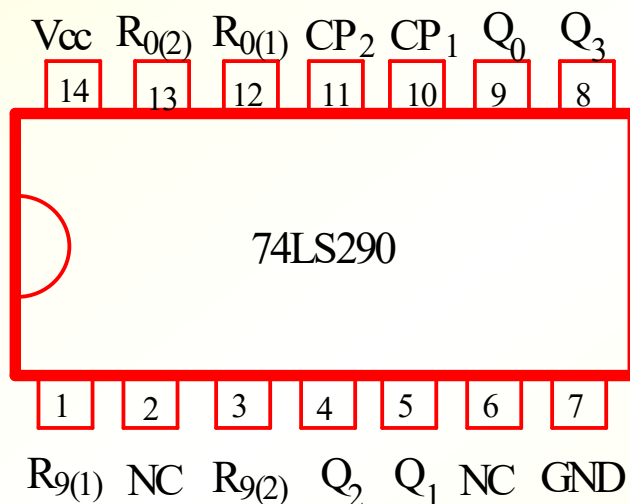 Vcc R0(2) R0(1) CP2 CP1 Q0 Q3
14 13 12 11 10 9 8
74LS290
1 2 3 4 5 6 7
R9(1) NC R9(2) Q2 Q1 NC GND